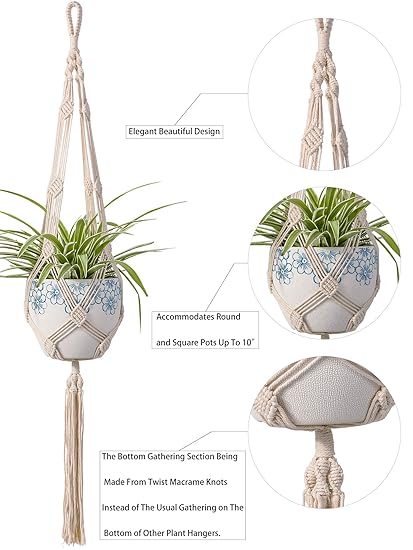 Elegant Beautiful Design
Accommodates Round
and Square Pots Up To 10"
The Bottom Gathering Section Being
Made From Twist Macrame Knots
Instead of The Usual Gathering on The
Bottom of Other Plant Hangers.